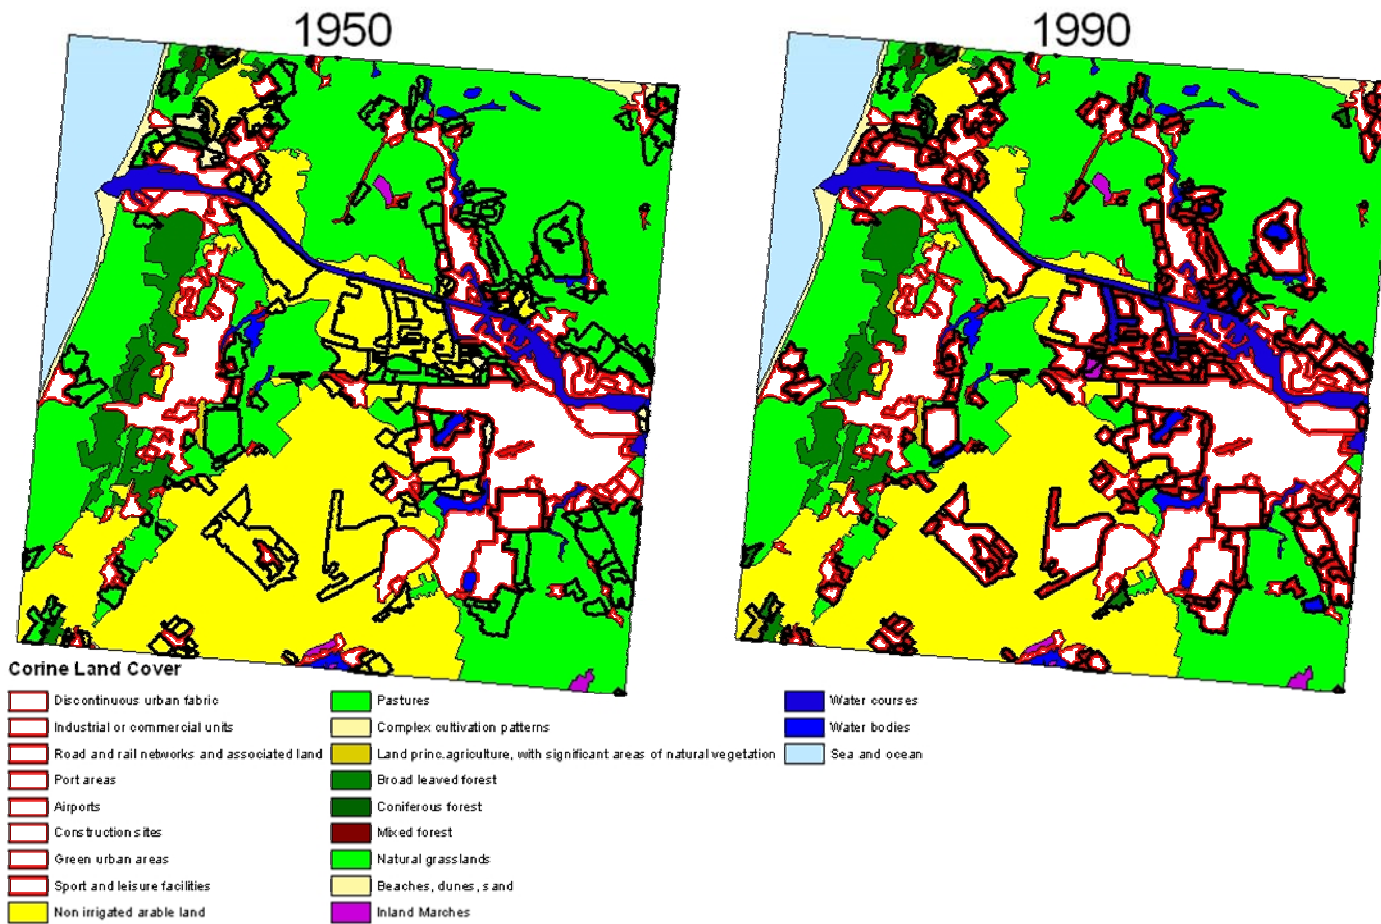 1950
1990
Corine Land Cover
Discontinuous urban fabric
Industrial or commercial units
Road and rail networks and associated land
Port areas
Airports
Construction sites
Green urban areas
Sport and leisure facilities
Non irrigated arable land
Pastures
Complex cultivation patterns
Land princ.agriculture, with significant areas of natural vegetation
Broad leaved forest
Coniferous forest
Mixed forest
Natural grasslands
Beaches, dunes, sand
Inland Marches
Water courses
Water bodies
Sea and ocean